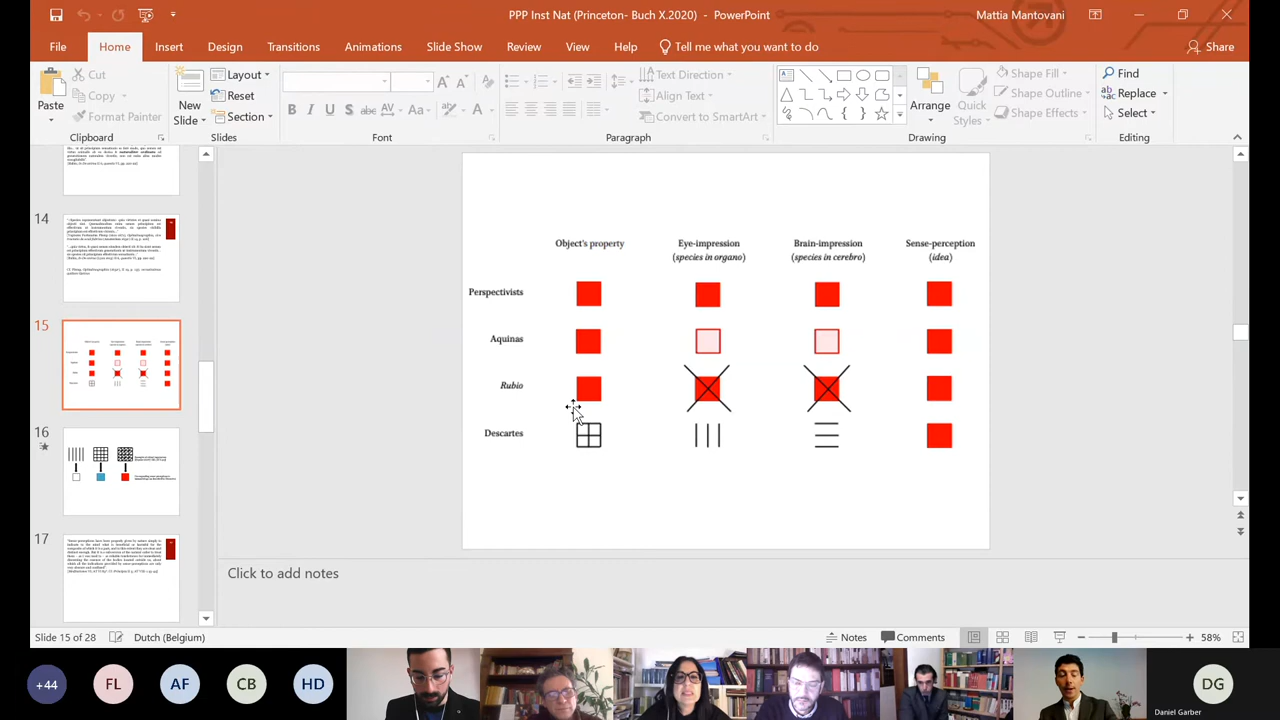 PPP Inst Nat (Princeton- Buch X.2020) - PowerPoint
Mattia Mantovani
File Home Insert Design Transitions Animations Slide Show Review View Help Tell me what you want to do Share
Paste
Cut
Copy
Format Painter
Clipboard
New
Slide
Layout
Reset
Section
Slides
B I U S abc AV Aa A
Font
Text Direction
Align Text
Convert to SmartArt
Paragraph
Arrange
Quick
Styles
Shape Fill
Shape Outline
Shape Effects
Drawing
Find
Replace
Select
Editing
14
15
16
17
Object's property
Eye-impression
(species in organo)
Brain-impression
(species in cerebro)
Sense-perception
(idea)
Perspectivists
Aquinas
Rubio
Descartes
Click to add notes
Slide 15 of 28
Dutch (Belgium)
Notes
Comments
58%
+44
FL
AF
CB
HD
DG
Daniel Garber